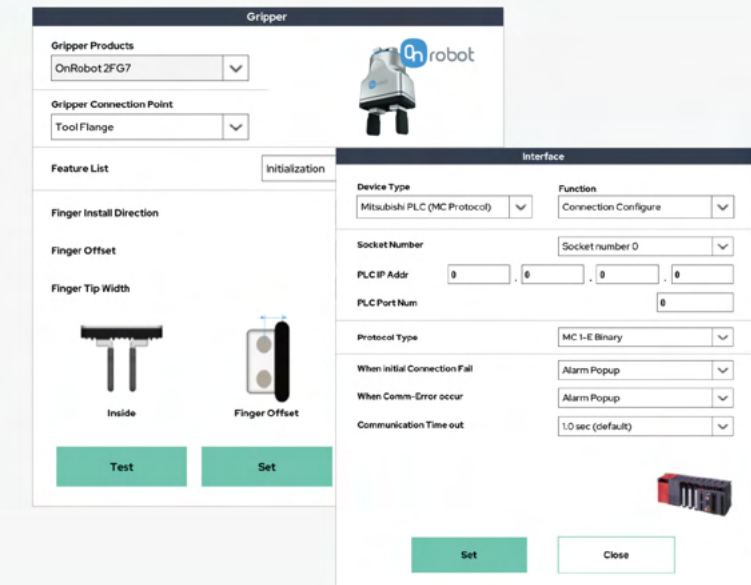 Gripper
Gripper Products
OnRobot 2FG7
On robot
Gripper Connection Point
Tool Flange
Feature List
Initialization
Finger Install Direction
Finger Offset
Finger Tip Width
Inside
Finger Offset
Test
Set
Interface
Device Type
Function
Mitsubishi PLC (MC Protocol)
Connection Configure
Socket Number
Socket number 0
PLC IP Addr
0 . 0 . 0 . 0
PLC Port Num
0
Protocol Type
MC 1-E Binary
When initial Connection Fail
Alarm Popup
When Comm-Error occur
Alarm Popup
Communication Time out
1.0 sec (default)
Set
Close